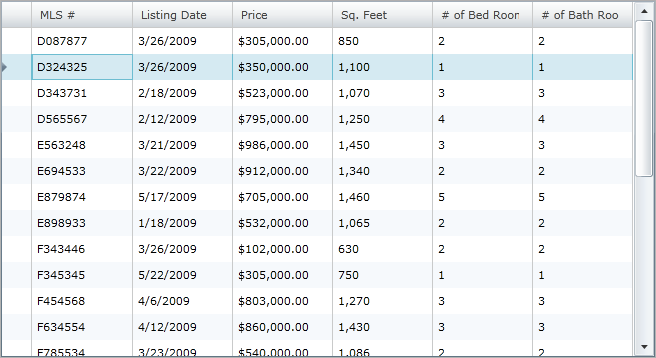 MLS # Listing Date Price Sq. Feet # of Bed Roon # of Bath Roo
D087877 3/26/2009 $305,000.00 850 2 2
D324325 3/26/2009 $350,000.00 1,100 1 1
D343731 2/18/2009 $523,000.00 1,070 3 3
D565567 2/12/2009 $795,000.00 1,250 4 4
E563248 3/21/2009 $986,000.00 1,450 3 3
E694533 3/22/2009 $912,000.00 1,340 2 2
E879874 5/17/2009 $705,000.00 1,460 5 5
E898933 1/18/2009 $532,000.00 1,065 2 2
F343446 3/26/2009 $102,000.00 630 2 2
F345345 5/22/2009 $305,000.00 750 1 1
F454568 4/6/2009 $803,000.00 1,270 3 3
F634554 4/12/2009 $860,000.00 1,430 3 3
F785534 3/23/2009 $540,000.00 1,086 2 2